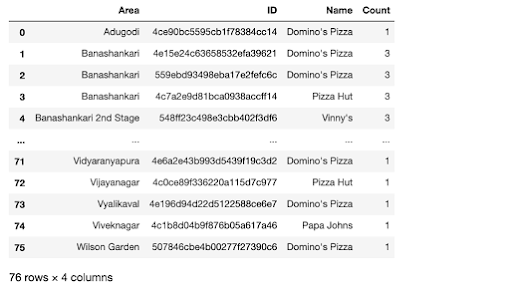 Area ID Name Count
0 Adugodi 4ce90bc5595cb1f78384cc14 Domino's Pizza 1
1 Banashankari 4e15e24c63658532efa39621 Domino's Pizza 3
2 Banashankari 559ebd93498eba17e2fefc6c Domino's Pizza 3
3 Banashankari 4c7a2e9d81bca0938accff14 Pizza Hut 3
4 Banashankari 2nd Stage 548ff23c498e3cbb402f3df6 Vinny's 3
... ... ... ... ...
71 Vidyaranyapura 4e6a2e43b993d5439f19c3d2 Domino's Pizza 1
72 Vijayanagar 4c0ce89f336220a115d7c977 Pizza Hut 1
73 Vyalikaval 4e196d94d22d5122588ce6e7 Domino's Pizza 1
74 Viveknagar 4c1b8d04b9f876b05a617a46 Papa Johns 1
75 Wilson Garden 507846cbe4b00277f27390c6 Domino's Pizza 1
76 rows × 4 columns